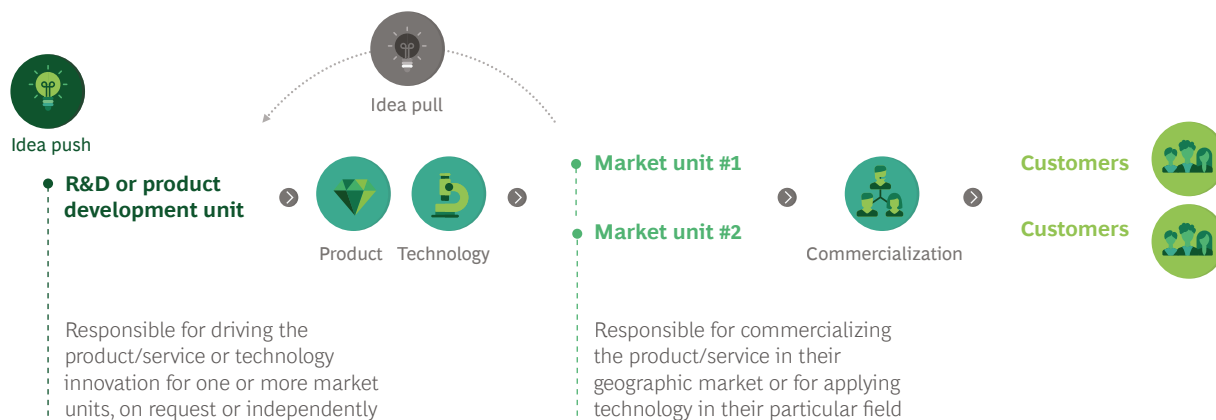 Idea pull
Idea push
R&D or product
development unit
Product
Technology
Market unit #1
Market unit #2
Commercialization
Customers
Customers
Responsible for driving the
product/service or technology
innovation for one or more market
units, on request or independently
Responsible for commercializing
the product/service in their
geographic market or for applying
technology in their particular field